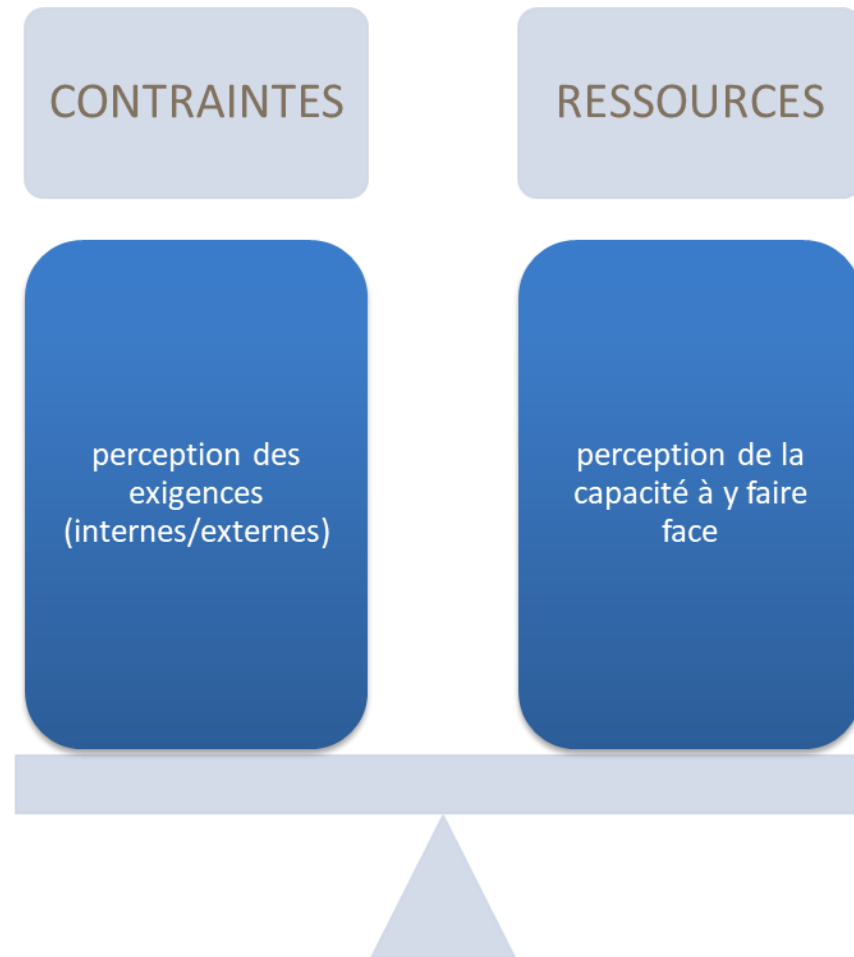 CONTRAINTES
RESSOURCES
perception des
exigences
(internes/externes)
perception de la
capacité à y faire
face